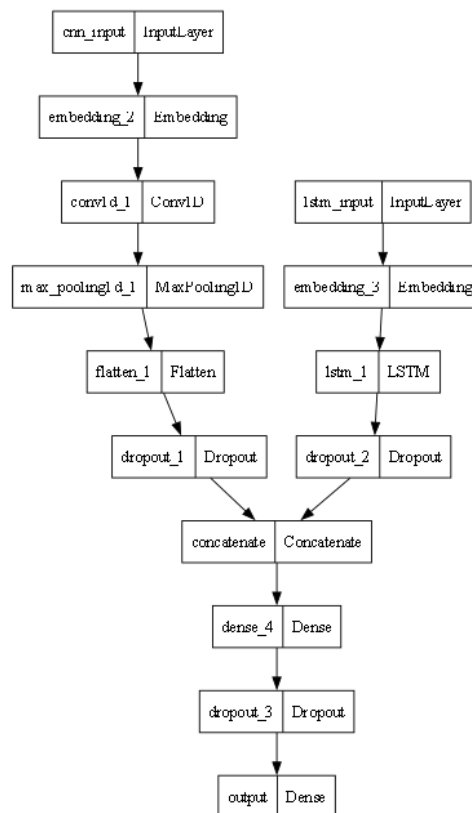 cnn_input InputLayer
embedding_2 Embedding
conv1d_1 Conv1D
lstm_input InputLayer
max_pooling1d_1 MaxPooling1D
embedding_3 Embedding
flatten_1 Flatten
lstm_1 LSTM
dropout_1 Dropout
dropout_2 Dropout
concatenate Concatenate
dense_4 Dense
dropout_3 Dropout
output Dense